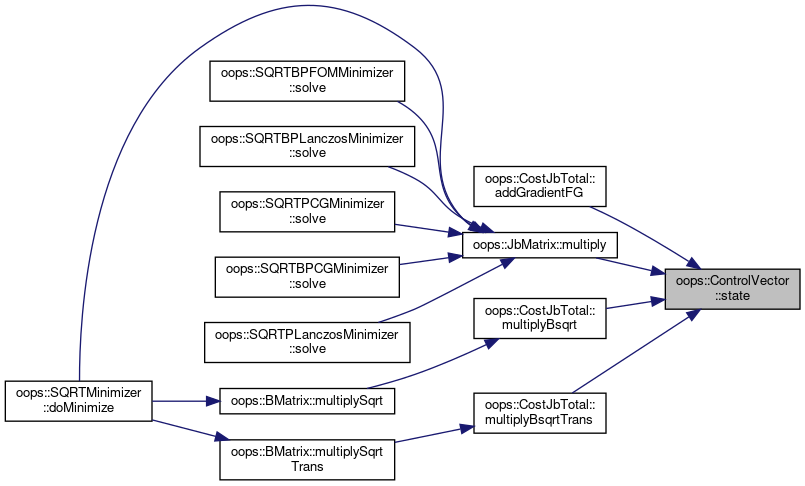 oops::SQRTBPFOMMinimizer
::solve
oops::SQRTBPLanczosMinimizer
::solve
oops::SQRTPCGMinimizer
::solve
oops::SQRTBPCGMinimizer
::solve
oops::SQRTPLanczosMinimizer
::solve
oops::SQRTMinimizer
::doMinimize
oops::BMatrix::multiplySqrt
oops::BMatrix::multiplySqrt
Trans
oops::CostJbTotal::
addGradientFG
oops::JbMatrix::multiply
oops::CostJbTotal::
multiplyBsqrt
oops::CostJbTotal::
multiplyBsqrtTrans
oops::ControlVector
::state